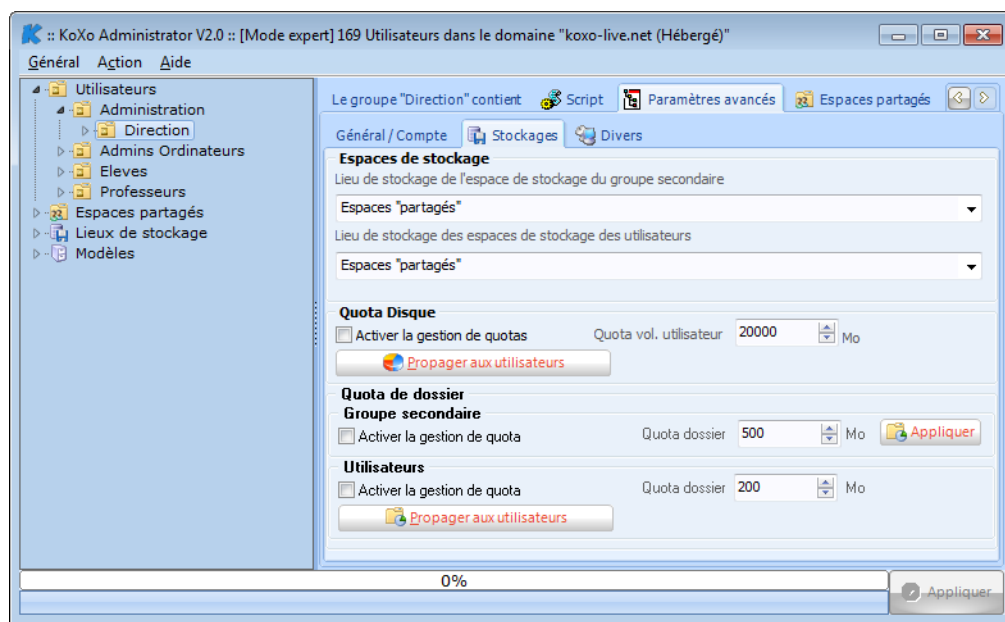 :: KoXo Administrator V2.0 :: [Mode expert] 169 Utilisateurs dans le domaine "koxo-live.net (Hébergé)"
Général Action Aide
Utilisateurs
Administration
Direction
Admins Ordinateurs
Eleves
Professeurs
Espaces partagés
Lieux de stockage
Modèles
Le groupe "Direction" contient Script Paramètres avancés Espaces partagés
Général / Compte Stockages Divers
Espaces de stockage
Lieu de stockage de l'espace de stockage du groupe secondaire
Espaces "partagés"
Lieu de stockage des espaces de stockage des utilisateurs
Espaces "partagés"
Quota Disque
Activer la gestion de quotas Quota vol. utilisateur 20000 Mo
Propager aux utilisateurs
Quota de dossier
Groupe secondaire
Activer la gestion de quota Quota dossier 500 Mo Appliquer
Utilisateurs
Activer la gestion de quota Quota dossier 200 Mo
Propager aux utilisateurs
0%
Appliquer